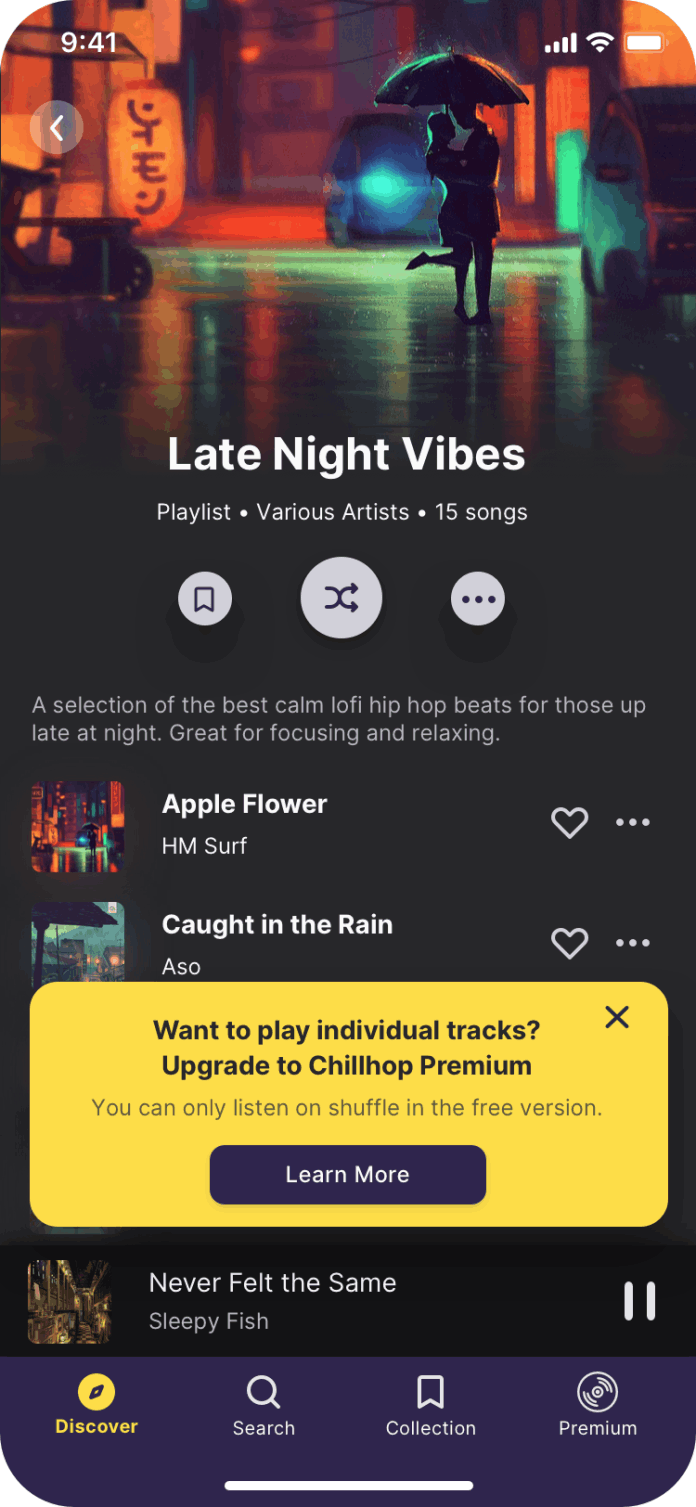 9:41
Late Night Vibes
Playlist • Various Artists • 15 songs
A selection of the best calm lofi hip hop beats for those up
late at night. Great for focusing and relaxing.
Apple Flower
HM Surf
Caught in the Rain
Aso
Want to play individual tracks?
Upgrade to Chillhop Premium
You can only listen on shuffle in the free version.
Learn More
Never Felt the Same
Sleepy Fish
Discover
Search
Collection
Premium